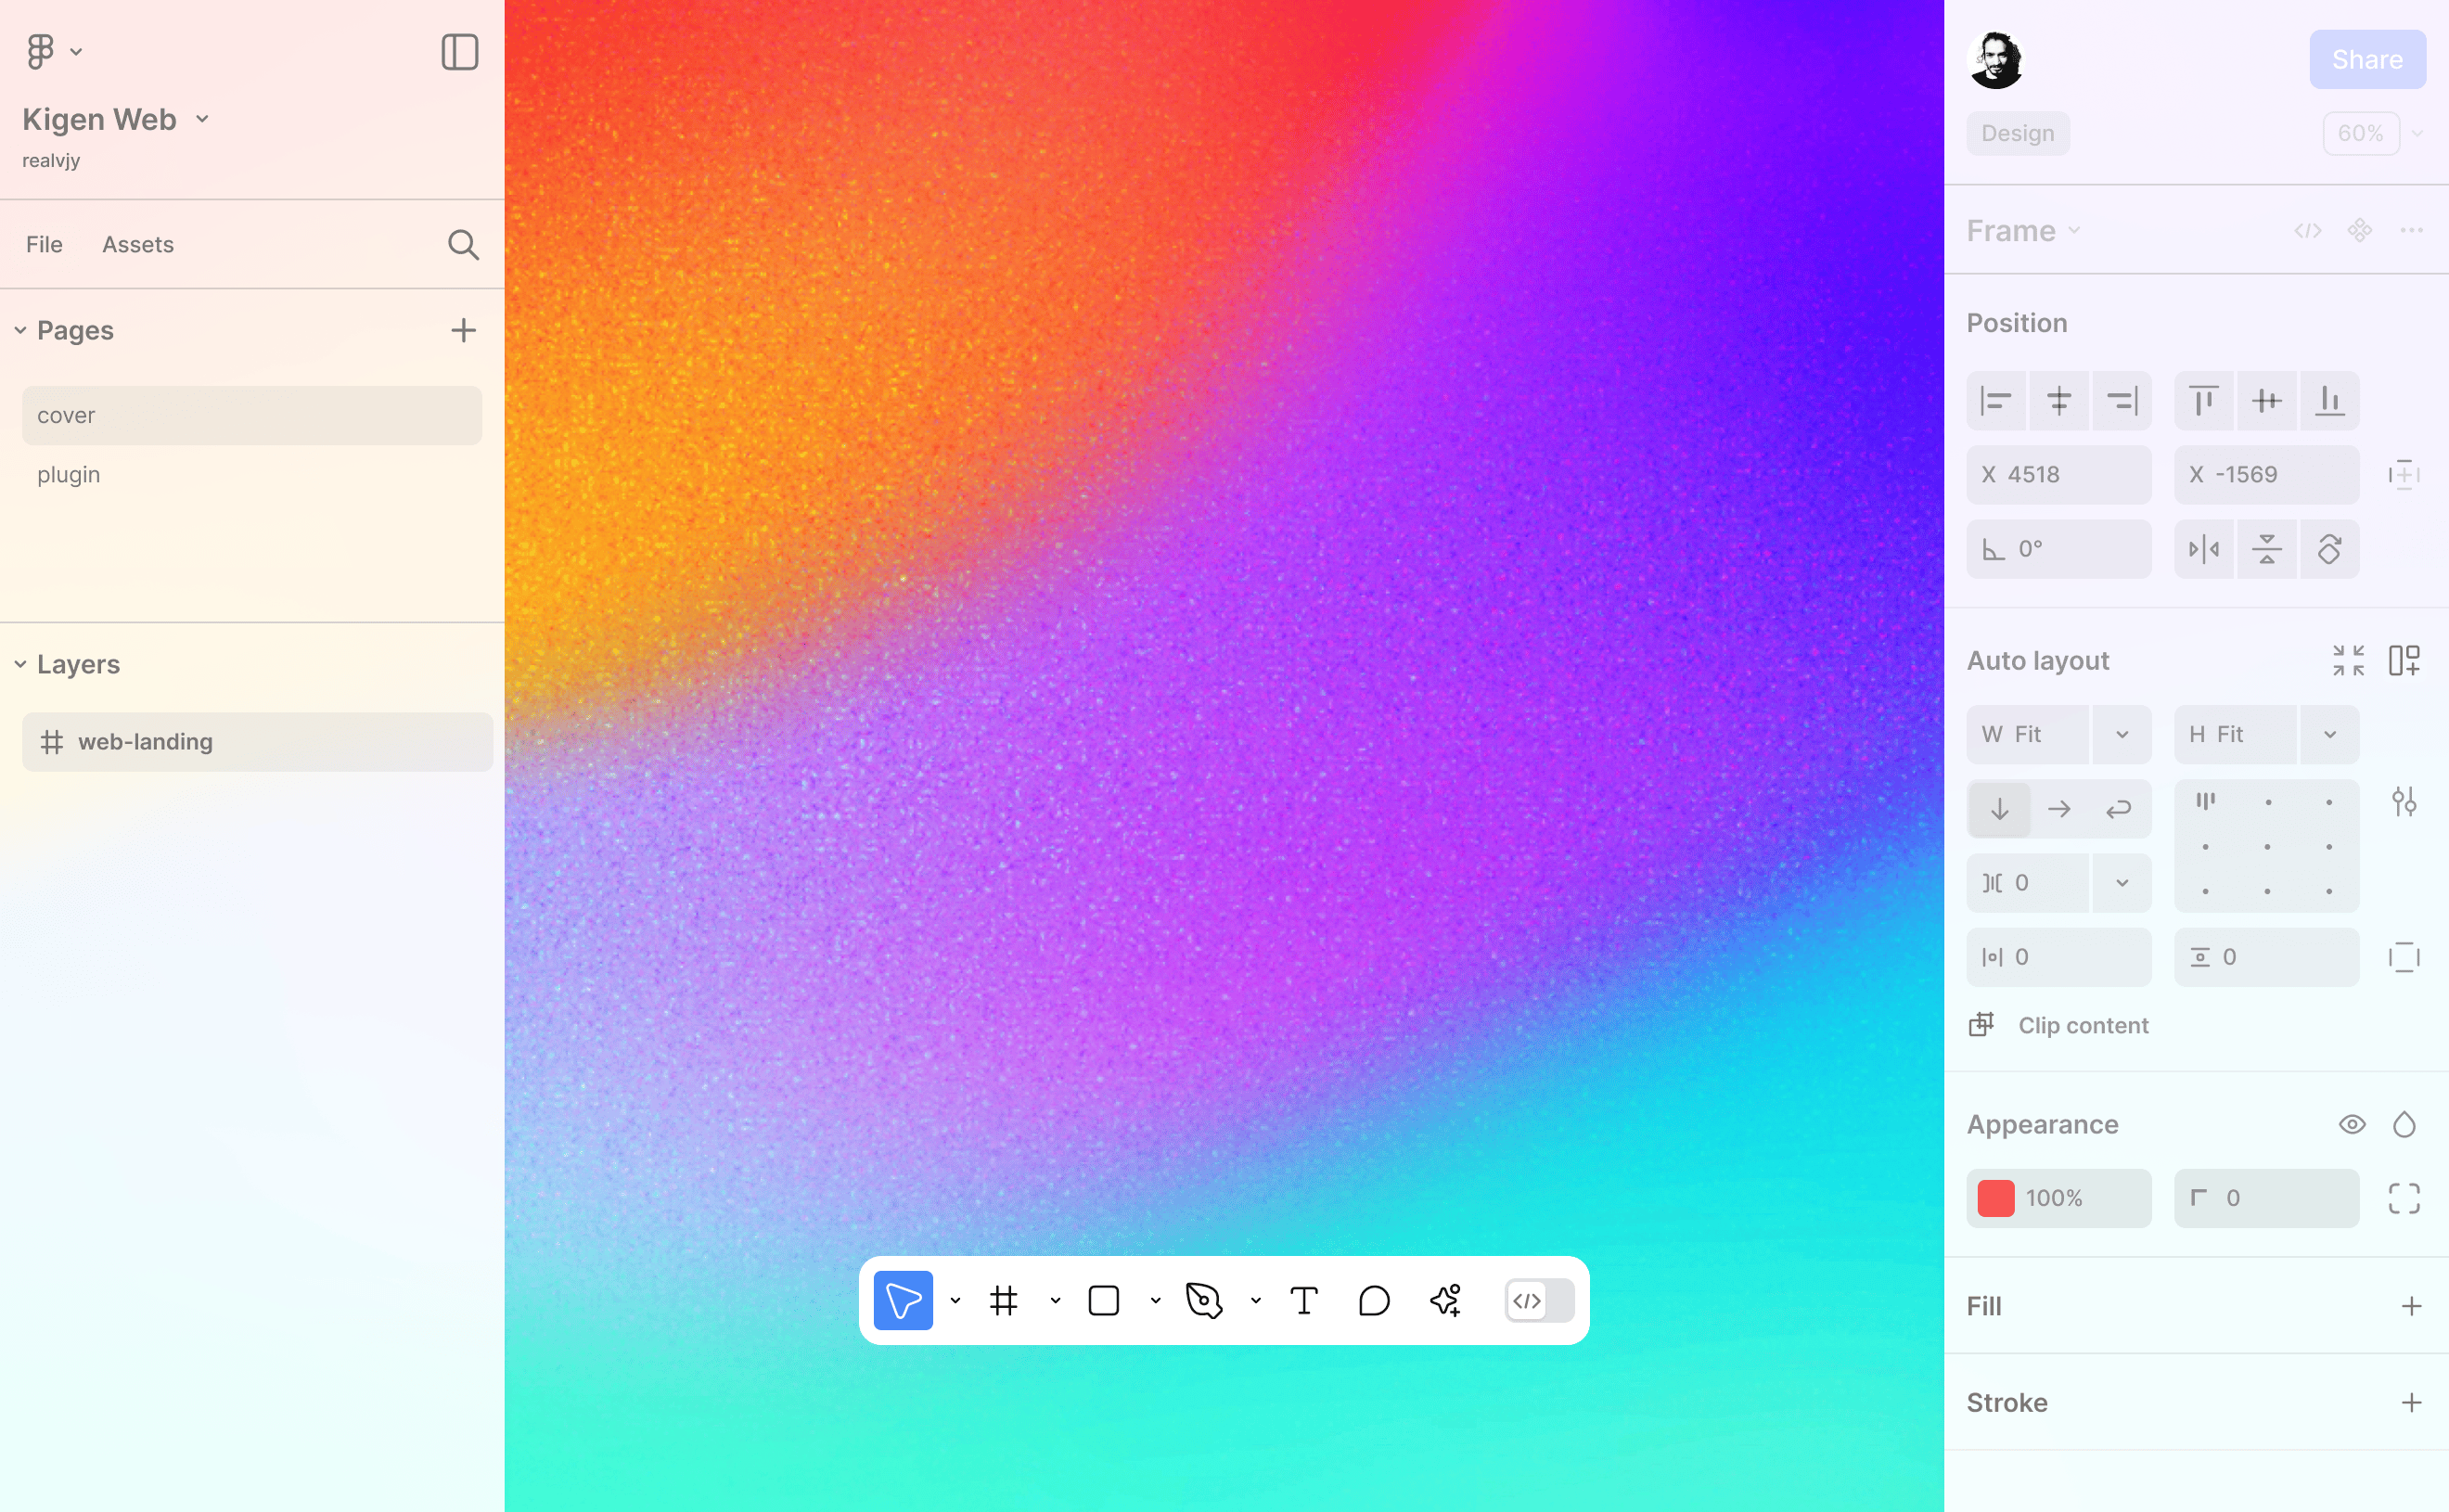 Kigen Web
realvjy
File Assets
Pages
cover
plugin
Layers
web-landing
Share
Design 60%
Frame
Position
X 4518 X -1569
0°
Auto layout
W Fit H Fit
0
0 0
Clip content
Appearance
100% 0
Fill
Stroke